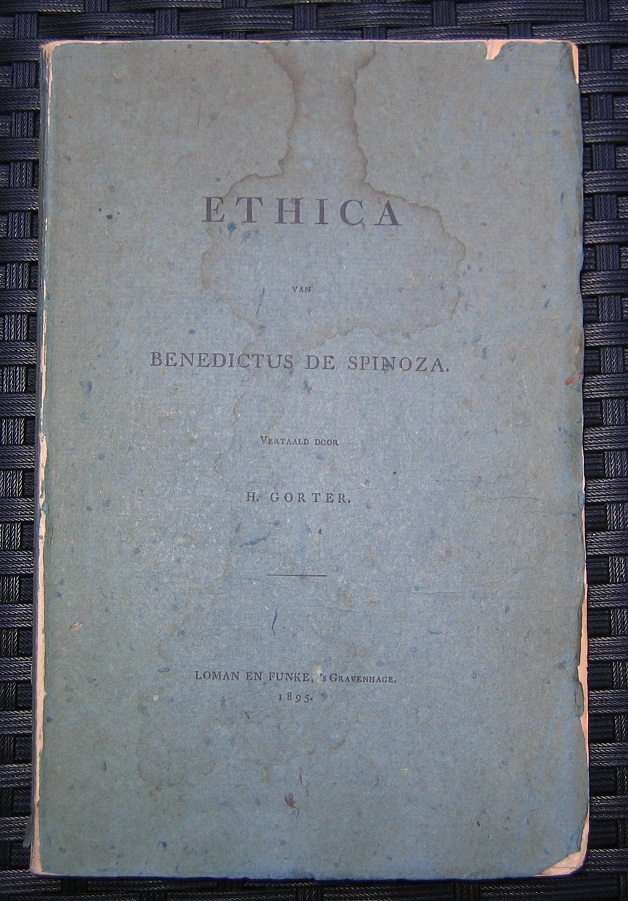 ETHICA
VAN
BENEDICTUS DE SPINOZA.
VERTAALD DOOR
H. GORTER.
LOMAN EN FUNKE, 's GRAVENHAGE.
1895.